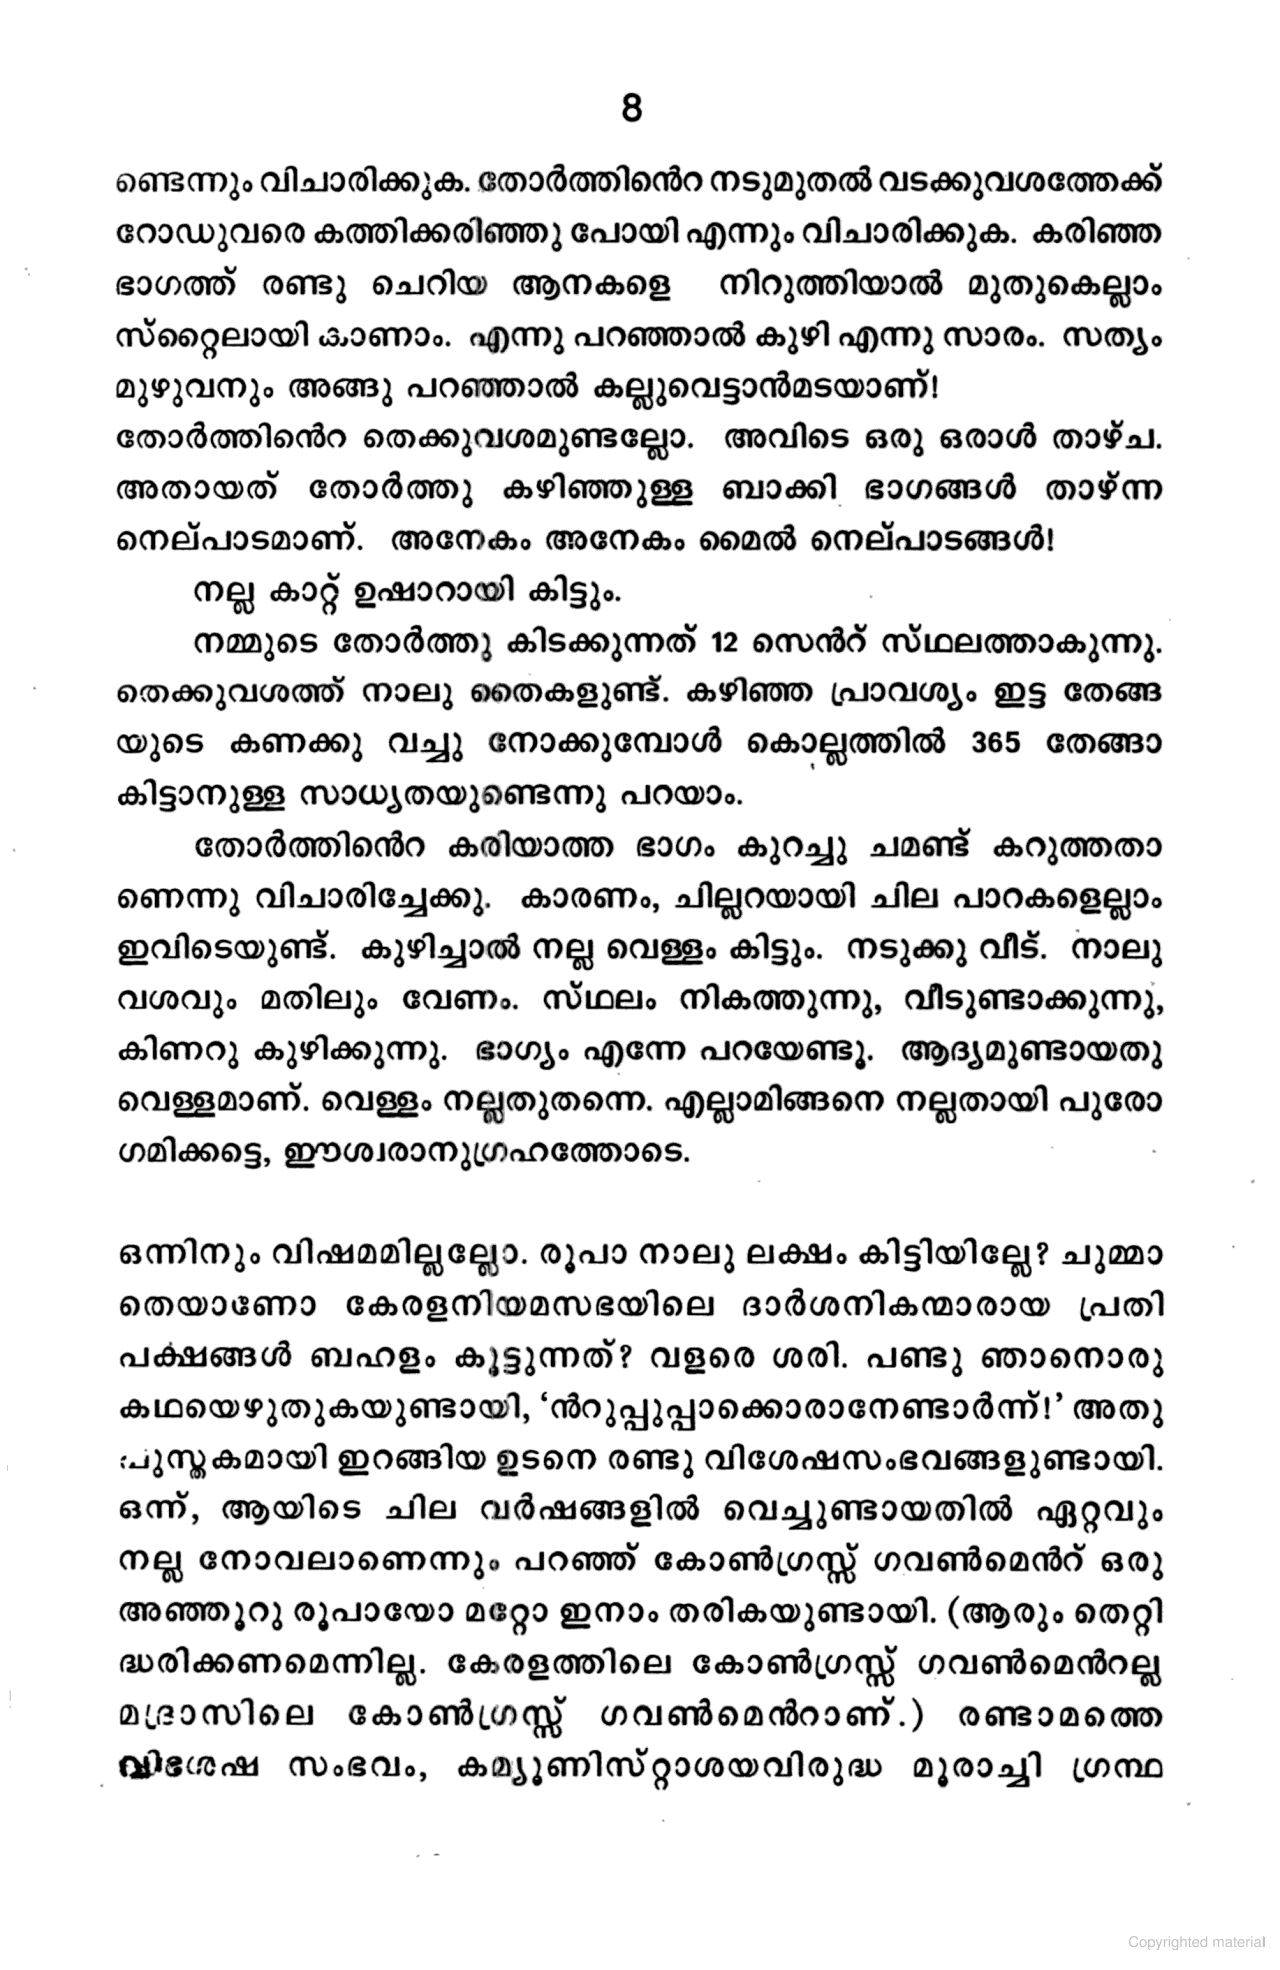 8
ണ്ടെന്നും വിചാരിക്കുക. തോർത്തിൻെറ നടുമുതൽ വടക്കുവശത്തേക്ക്
റോഡുവരെ കത്തിക്കരിഞ്ഞു പോയി എന്നും വിചാരിക്കുക. കരിഞ്ഞ
ഭാഗത്ത് രണ്ടു ചെറിയ ആനകളെ നിറുത്തിയാൽ മുതുകെല്ലാം
സ്റ്റൈലായി കാണാം. എന്നു പറഞ്ഞാൽ കുഴി എന്നു സാരം. സത്യം
മുഴുവനും അങ്ങു പറഞ്ഞാൽ കല്ലുവെട്ടാൻമടയാണ്!
തോർത്തിൻെറ തെക്കുവശമുണ്ടല്ലോ. അവിടെ ഒരു ഒരാൾ താഴ്ച.
അതായത് തോർത്തു കഴിഞ്ഞുള്ള ബാക്കി ഭാഗങ്ങൾ താഴ്ന്ന
നെല്പാടമാണ്. അനേകം അനേകം മൈൽ നെല്പാടങ്ങൾ!
നല്ല കാറ്റ് ഉഷാറായി കിട്ടും.
നമ്മുടെ തോർത്തു കിടക്കുന്നത് 12 സെൻറ് സ്ഥലത്താകുന്നു.
തെക്കുവശത്ത് നാലു തൈകളുണ്ട്. കഴിഞ്ഞ പ്രാവശ്യം ഇട്ട തേങ്ങ
യുടെ കണക്കു വച്ചു നോക്കുമ്പോൾ കൊല്ലത്തിൽ 365 തേങ്ങാ
കിട്ടാനുള്ള സാധ്യതയുണ്ടെന്നു പറയാം.
തോർത്തിൻെറ കരിയാത്ത ഭാഗം കുറച്ചു ചമണ്ട് കറുത്തതാ
ണെന്നു വിചാരിച്ചേക്കു. കാരണം, ചില്ലറയായി ചില പാറകളെല്ലാം
ഇവിടെയുണ്ട്. കുഴിച്ചാൽ നല്ല വെള്ളം കിട്ടും. നടുക്കു വീട്. നാലു
വശവും മതിലും വേണം. സ്ഥലം നികത്തുന്നു, വീടുണ്ടാക്കുന്നു,
കിണറു കുഴിക്കുന്നു. ഭാഗ്യം എന്നേ പറയേണ്ടൂ. ആദ്യമുണ്ടായതു
വെള്ളമാണ്. വെള്ളം നല്ലതുതന്നെ. എല്ലാമിങ്ങനെ നല്ലതായി പുരോ
ഗമിക്കട്ടെ, ഈശ്വരാനുഗ്രഹത്തോടെ.
ഒന്നിനും വിഷമമില്ലല്ലോ. രൂപാ നാലു ലക്ഷം കിട്ടിയില്ലേ? ചുമ്മാ
തെയാണോ കേരളനിയമസഭയിലെ ദാർശനികന്മാരായ പ്രതി
പക്ഷങ്ങൾ ബഹളം കൂട്ടുന്നത്? വളരെ ശരി. പണ്ടു ഞാനൊരു
കഥയെഴുതുകയുണ്ടായി, ‘ൻറുപ്പുപ്പാക്കൊരാനേണ്ടാർന്ന്!’ അതു
പുസ്തകമായി ഇറങ്ങിയ ഉടനെ രണ്ടു വിശേഷസംഭവങ്ങളുണ്ടായി.
ഒന്ന്, ആയിടെ ചില വർഷങ്ങളിൽ വെച്ചുണ്ടായതിൽ ഏറ്റവും
നല്ല നോവലാണെന്നും പറഞ്ഞ് കോൺഗ്രസ്സ് ഗവൺമെൻറ് ഒരു
അഞ്ഞൂറു രൂപായോ മറ്റോ ഇനാം തരികയുണ്ടായി. (ആരും തെറ്റി
ദ്ധരിക്കണമെന്നില്ല. കേരളത്തിലെ കോൺഗ്രസ്സ് ഗവൺമെൻറല്ല
മദ്രാസിലെ കോൺഗ്രസ്സ് ഗവൺമെൻറാണ്.) രണ്ടാമത്തെ
വിശേഷ സംഭവം, കമ്യൂണിസ്റ്റാശയവിരുദ്ധ മൂരാച്ചി ഗ്രന്ഥ
Copyrighted material